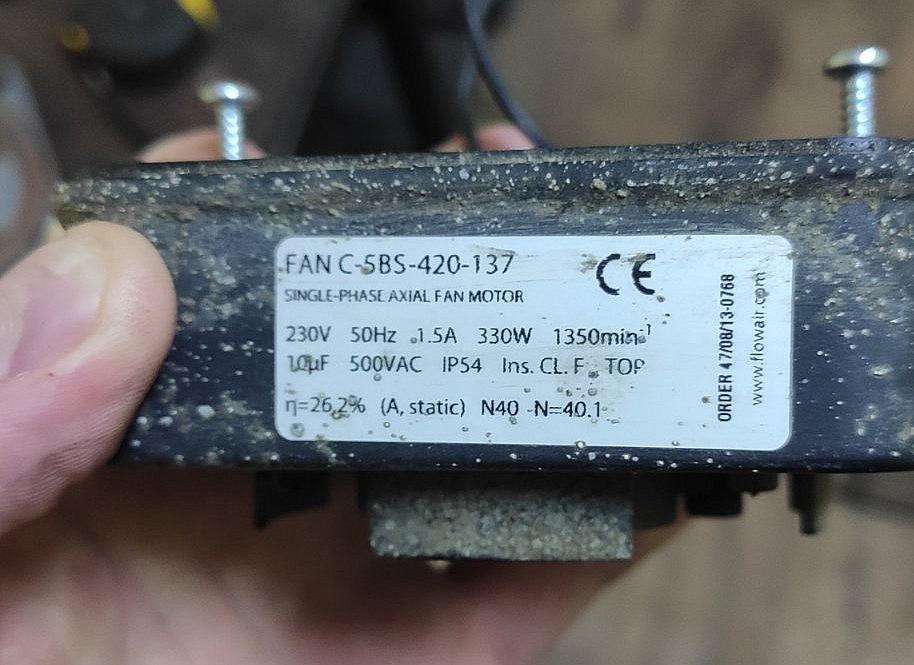 FAN C-5BS-420-137
CE
SINGLE-PHASE AXIAL FAN MOTOR
230V 50Hz 1.5A 330W 1350min-1
10µF 500VAC IP54 Ins. CL. F TOP
η=26,2% (A, static) N40 N=40.1
ORDER 47/08/13-0768
www.flowair.com